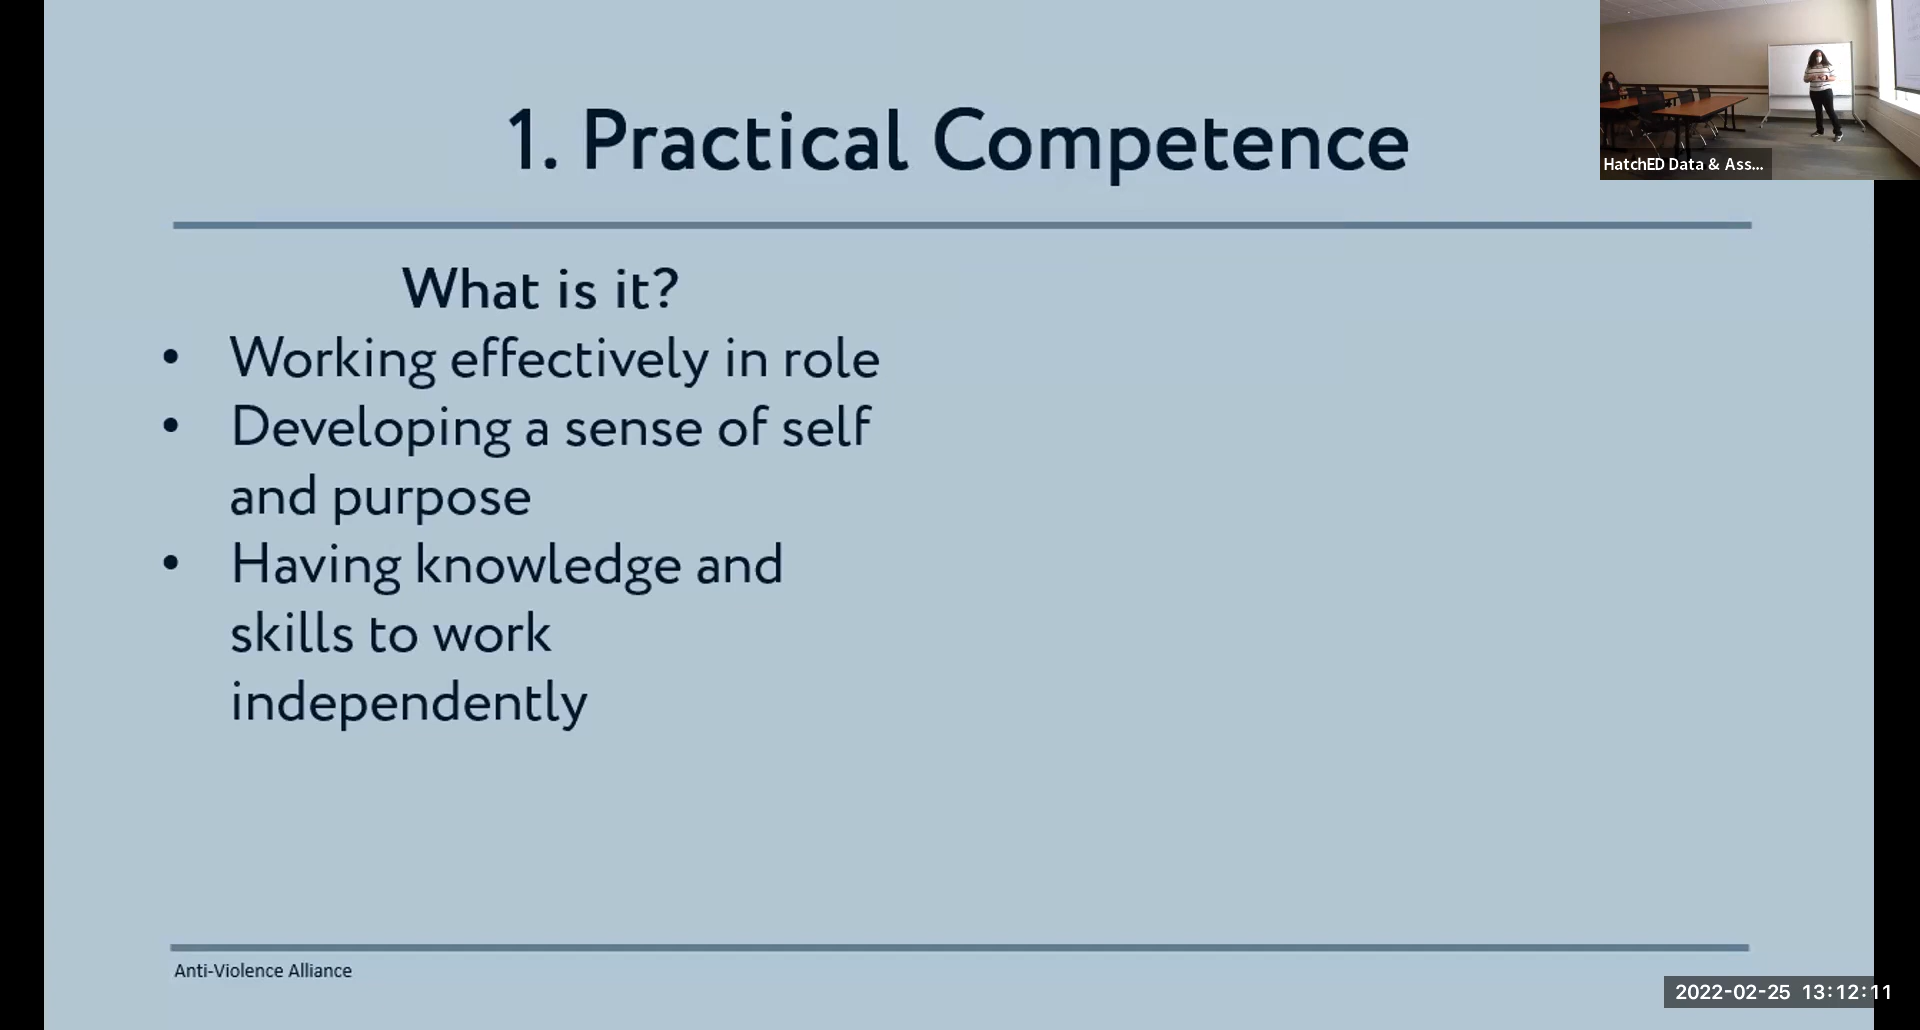 1. Practical Competence
HatchED Data & Ass...
What is it?
• Working effectively in role
• Developing a sense of self
and purpose
• Having knowledge and
skills to work
independently
Anti-Violence Alliance
2022-02-25 13:12:11